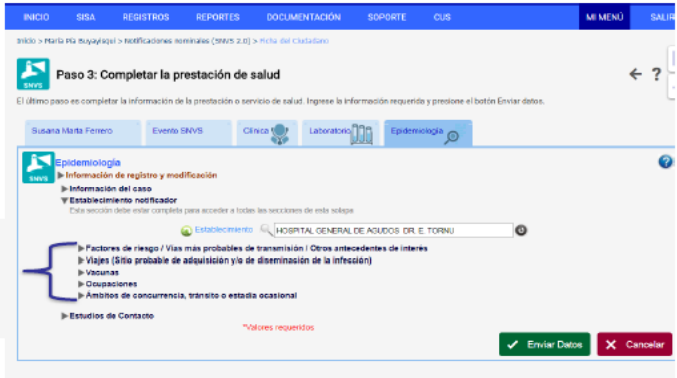 INICIO SISA REGISTROS REPORTES DOCUMENTACIÓN SOPORTE CUS MI MENÚ SALIR
Inicio > María Pía Buyayisqui > Notificaciones nominales (SNVS 2.0) > Ficha del Ciudadano
SNVS
Paso 3: Completar la prestación de salud
← ?
El último paso es completar la información de la prestación o servicio de salud. Ingrese la información requerida y presione el botón Enviar datos.
Susana Marta Ferrero Evento SNVS Clínica Laboratorio Epidemiología
SNVS
Epidemiología
?
Información de registro y modificación
Información del caso
Establecimiento notificador
Esta sección debe estar completa para acceder a todas las secciones de esta solapa
Establecimiento HOSPITAL GENERAL DE AGUDOS DR. E. TORNU
Factores de riesgo / Vías más probables de transmisión / Otros antecedentes de interés
Viajes (Sitio probable de adquisición y/o de diseminación de la infección)
Vacunas
Ocupaciones
Ámbitos de concurrencia, tránsito o estadía ocasional
Estudios de Contacto
*Valores requeridos
Enviar Datos Cancelar